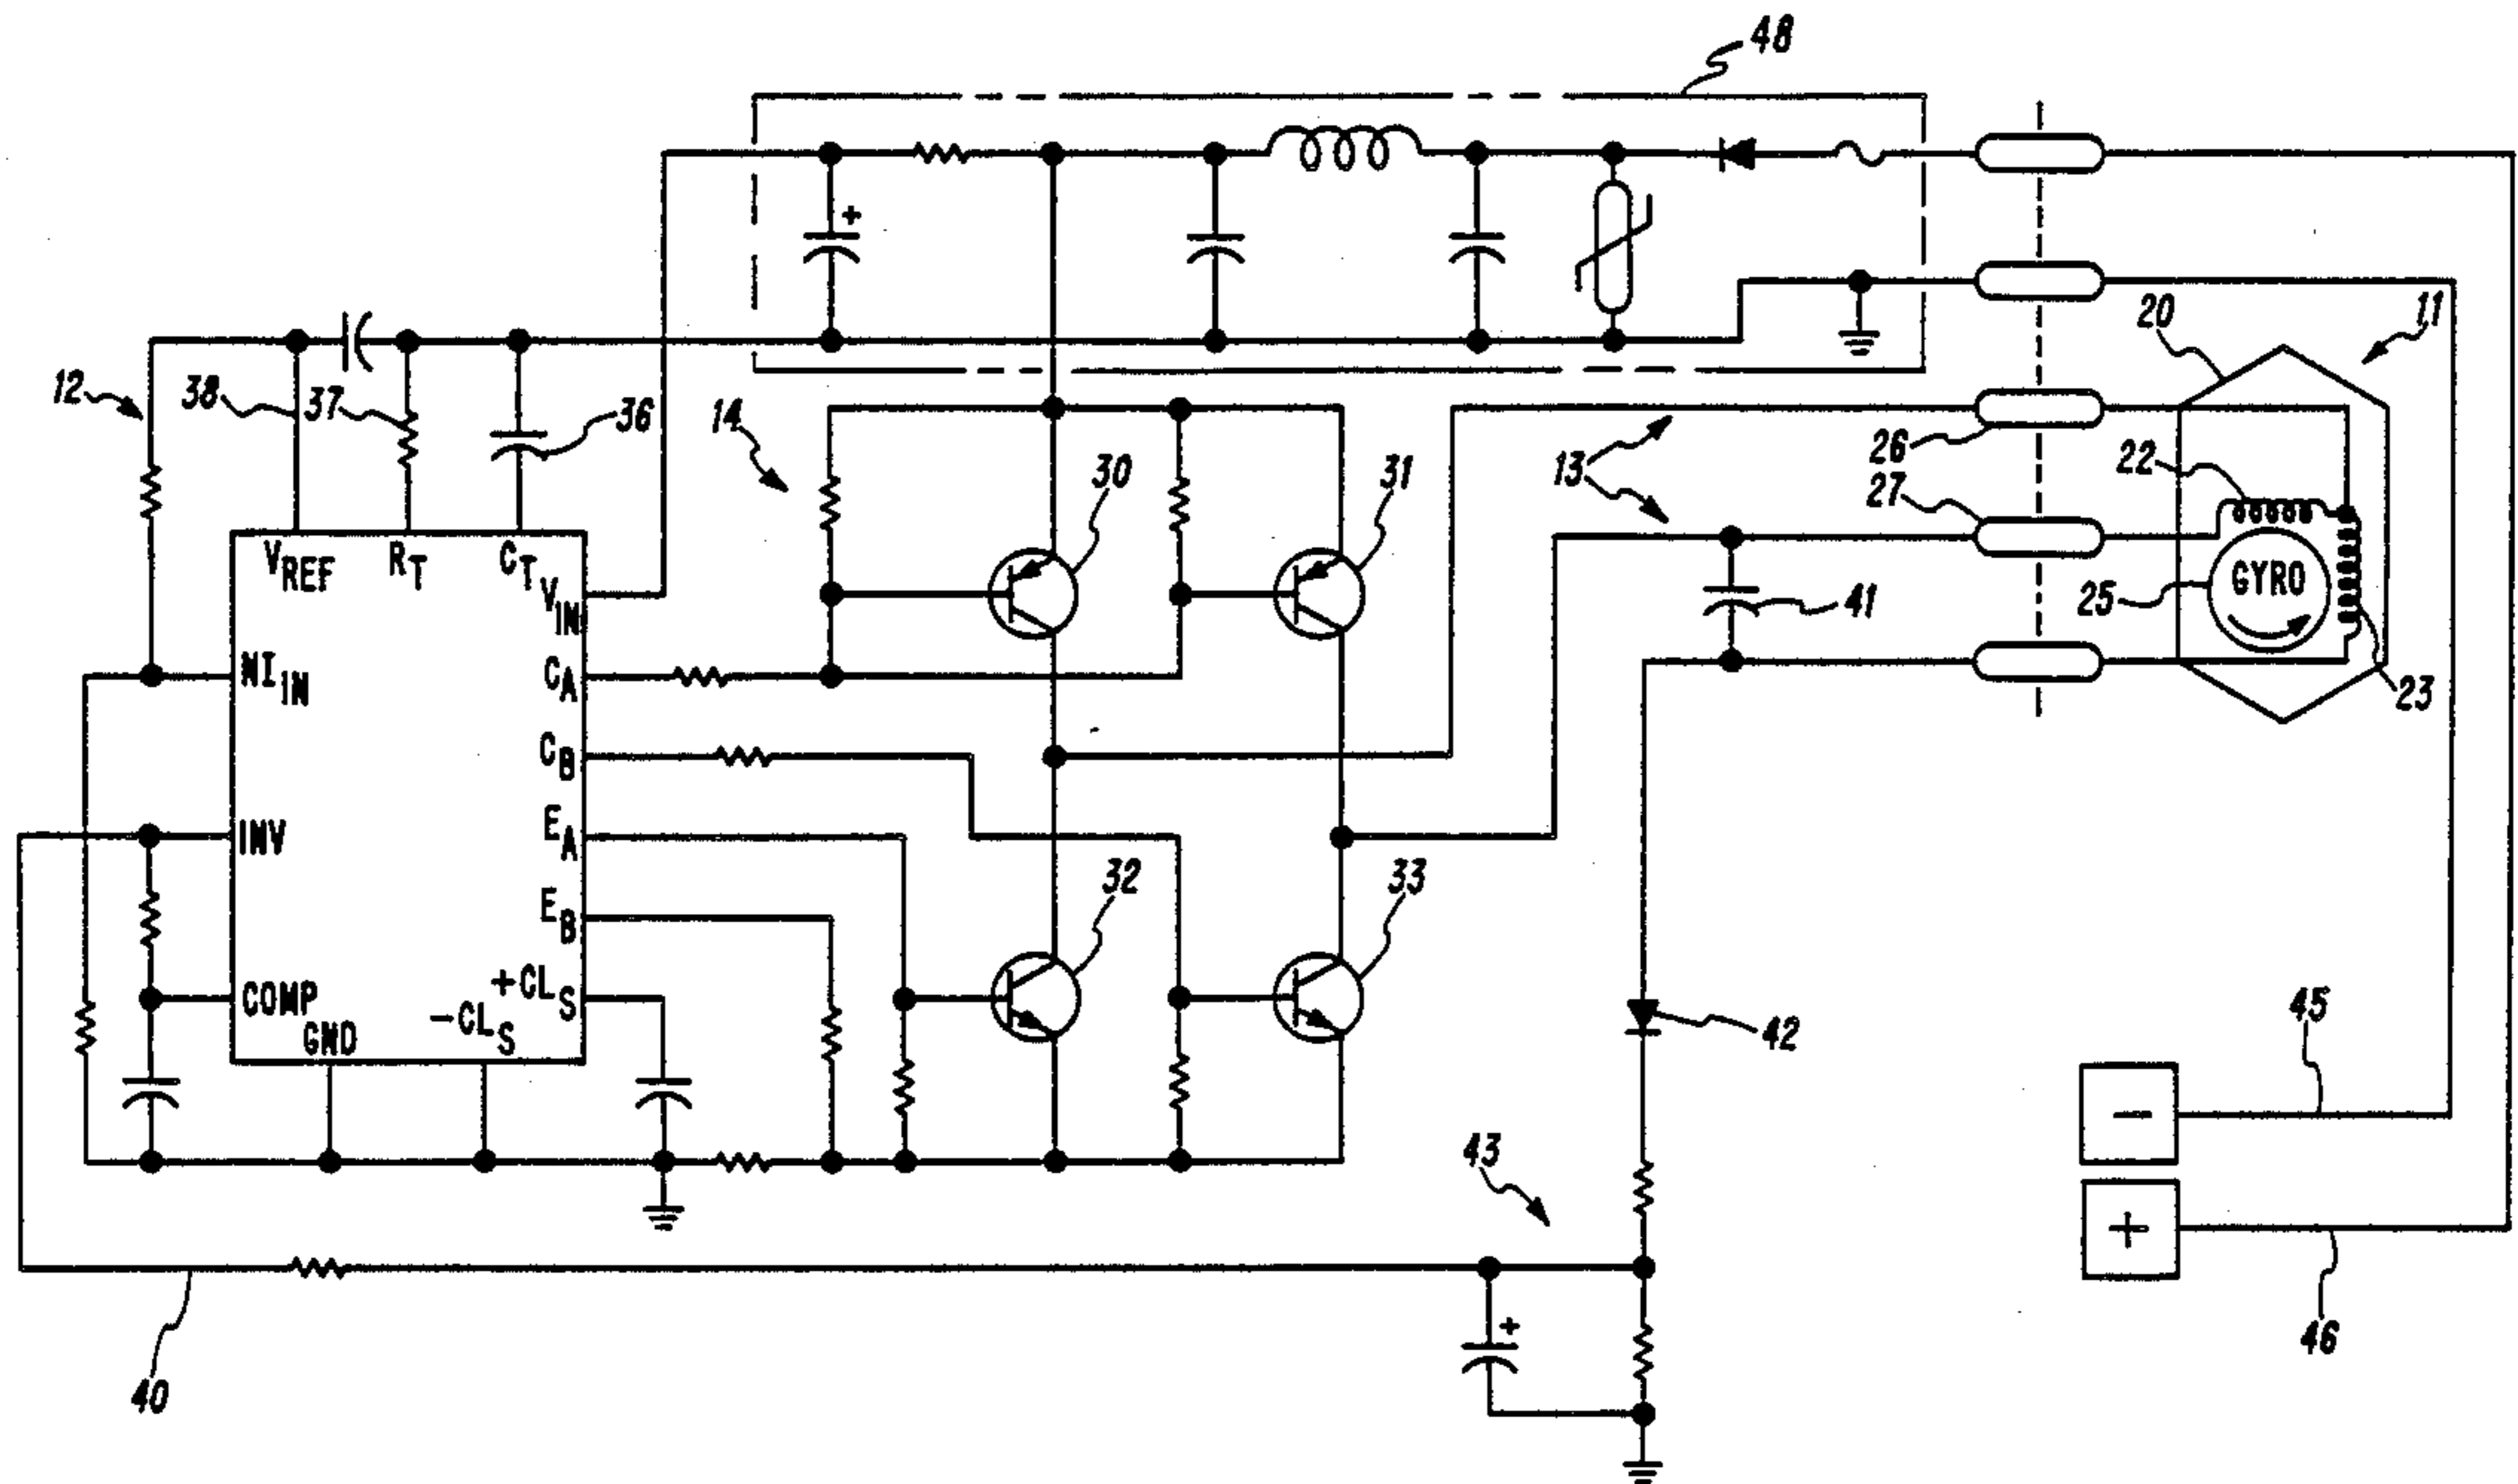 48
20
11
12
38
37
36
14
30
31
13
26
27
22
+
V REF
R T
C T
V IN
41
25
GYRO
23
NI IN
C A
C B
INV
E A
E B
32
33
COMP
GND
-CL S
+CL S
42
45
−
43
+
46
+
40